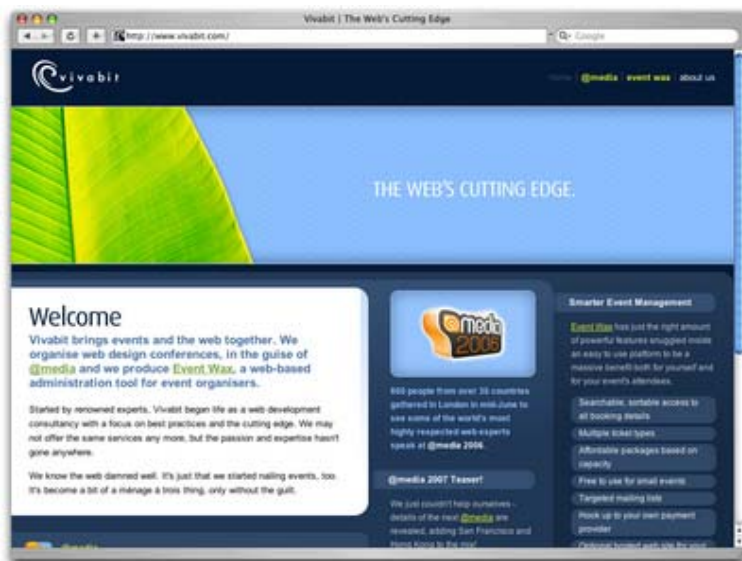 Vivabit | The Web's Cutting Edge
http://www.vivabit.com/
Google
vivabit
home | @media | event wax | about us
THE WEB'S CUTTING EDGE.
Welcome
Vivabit brings events and the web together. We
organise web design conferences, in the guise of
@media and we produce Event Wax, a web-based
administration tool for event organisers.
Started by renowned experts, Vivabit began life as a web development
consultancy with a focus on best practices and the cutting edge. We may
not offer the same services any more, but the passion and expertise hasn't
gone anywhere.
We know the web damned well. It's just that we started nailing events, too.
It's become a bit of a ménage à trois thing, only without the guilt.
@media
@media
2006
people from over 35 countries
gathered in London in mid-June to
see some of the world's most
highly respected web experts
speak at @media 2006.
@media 2007 Teaser!
We just couldn't help ourselves -
details of the next @media are
revealed, adding San Francisco and
Hong Kong to the mix!
Smarter Event Management
Event Wax has just the right amount
of powerful features snuggled inside
an easy to use platform to be a
massive benefit both for yourself and
for your event's attendees.
Searchable, sortable access to
all booking details
Multiple ticket types
Affordable packages based on
capacity
Free to use for small events
Targeted mailing lists
Hook up to your own payment
provider
Optional hosted web site for your